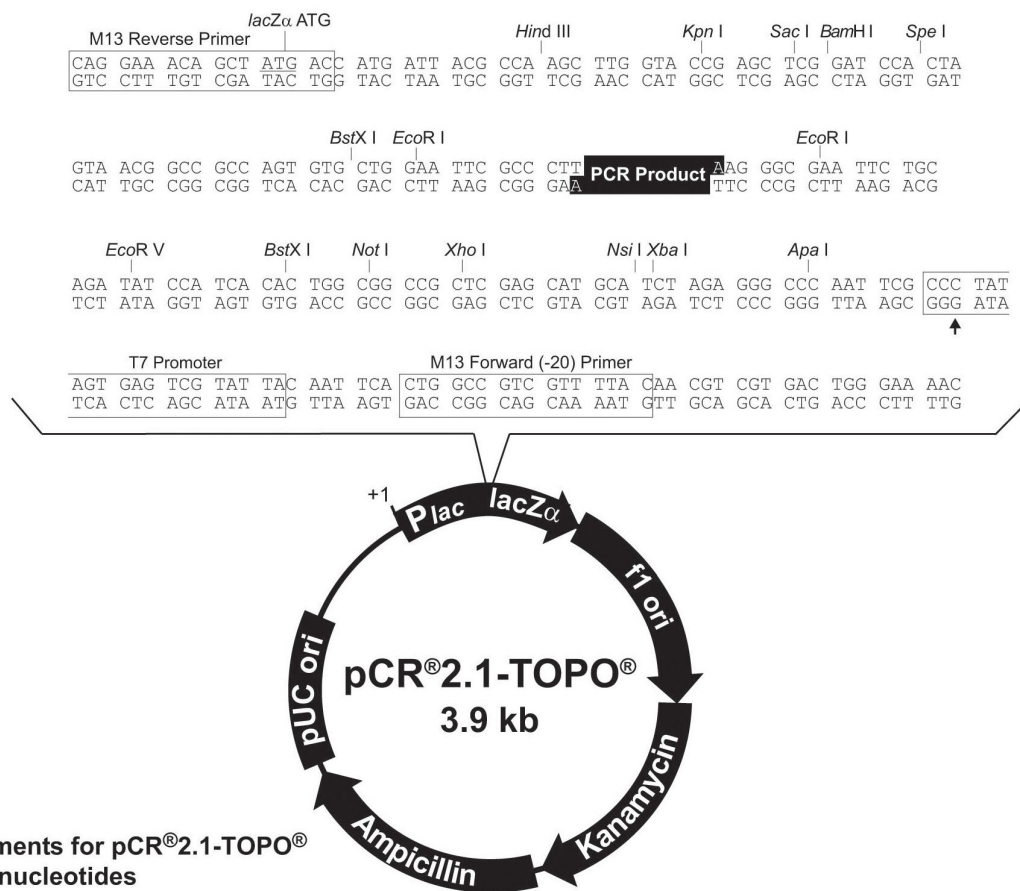 lacZα ATG
M13 Reverse Primer Hind III Kpn I Sac I BamH I Spe I
CAG GAA ACA GCT ATG ACC ATG ATT ACG CCA AGC TTG GTA CCG AGC TCG GAT CCA CTA
GTC CTT TGT CGA TAC TGG TAC TAA TGC GGT TCG AAC CAT GGC TCG AGC CTA GGT GAT
BstX I EcoR I EcoR I
GTA ACG GCC GCC AGT GTG CTG GAA TTC GCC CTT PCR Product AAG GGC GAA TTC TGC
CAT TGC CGG CGG TCA CAC GAC CTT AAG CGG GAA TTC CCG CTT AAG ACG
EcoR V BstX I Not I Xho I Nsi I Xba I Apa I
AGA TAT CCA TCA CAC TGG CGG CCG CTC GAG CAT GCA TCT AGA GGG CCC AAT TCG CCC TAT
TCT ATA GGT AGT GTG ACC GCC GGC GAG CTC GTA CGT AGA TCT CCC GGG TTA AGC GGG ATA
T7 Promoter M13 Forward (-20) Primer
AGT GAG TCG TAT TAC AAT TCA CTG GCC GTC GTT TTA CAA CGT CGT GAC TGG GAA AAC
TCA CTC AGC ATA ATG TTA AGT GAC CGG CAG CAA AAT GTT GCA GCA CTG ACC CTT TTG
+1
Plac lacZα
f1 ori
pUC ori
pCR®2.1-TOPO®
3.9 kb
Kanamycin
Ampicillin
ments for pCR®2.1-TOPO®
nucleotides